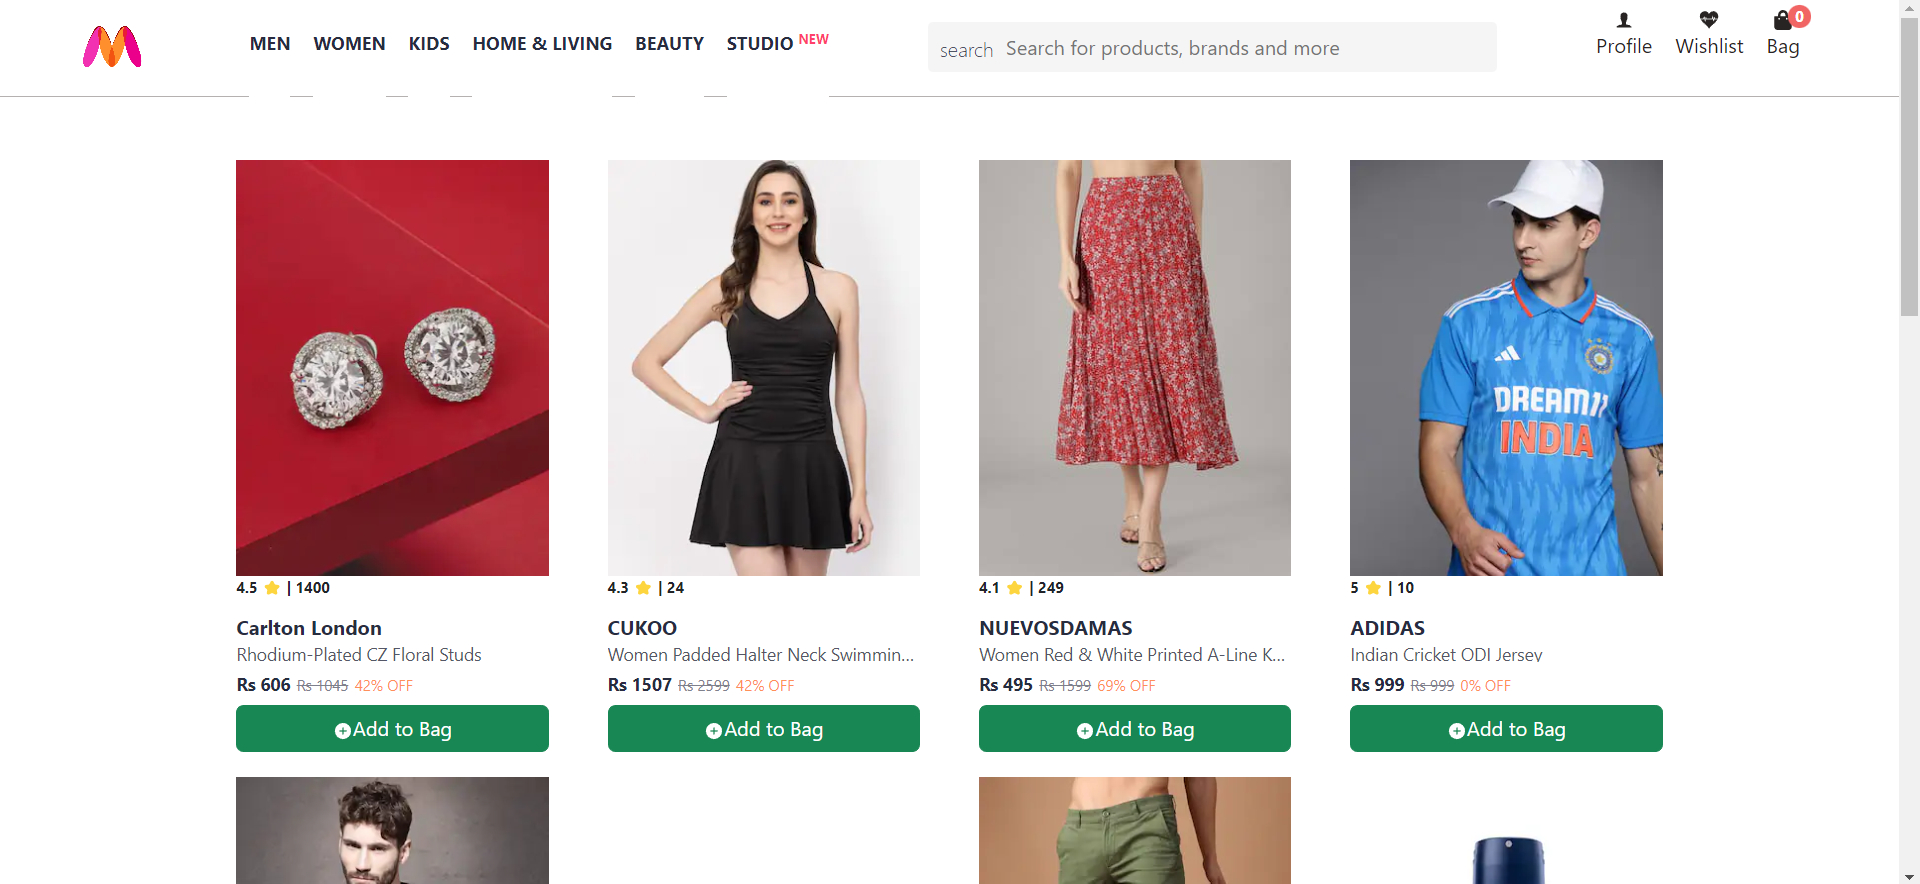 MEN WOMEN KIDS HOME & LIVING BEAUTY STUDIO NEW
search Search for products, brands and more
Profile Wishlist Bag 0
DREAM11
INDIA
4.5 | 1400
Carlton London
Rhodium-Plated CZ Floral Studs
Rs 606 Rs 1045 42% OFF
Add to Bag
4.3 | 24
CUKOO
Women Padded Halter Neck Swimmin...
Rs 1507 Rs 2599 42% OFF
Add to Bag
4.1 | 249
NUEVOSDAMAS
Women Red & White Printed A-Line K...
Rs 495 Rs 1599 69% OFF
Add to Bag
5 | 10
ADIDAS
Indian Cricket ODI Jersey
Rs 999 Rs 999 0% OFF
Add to Bag